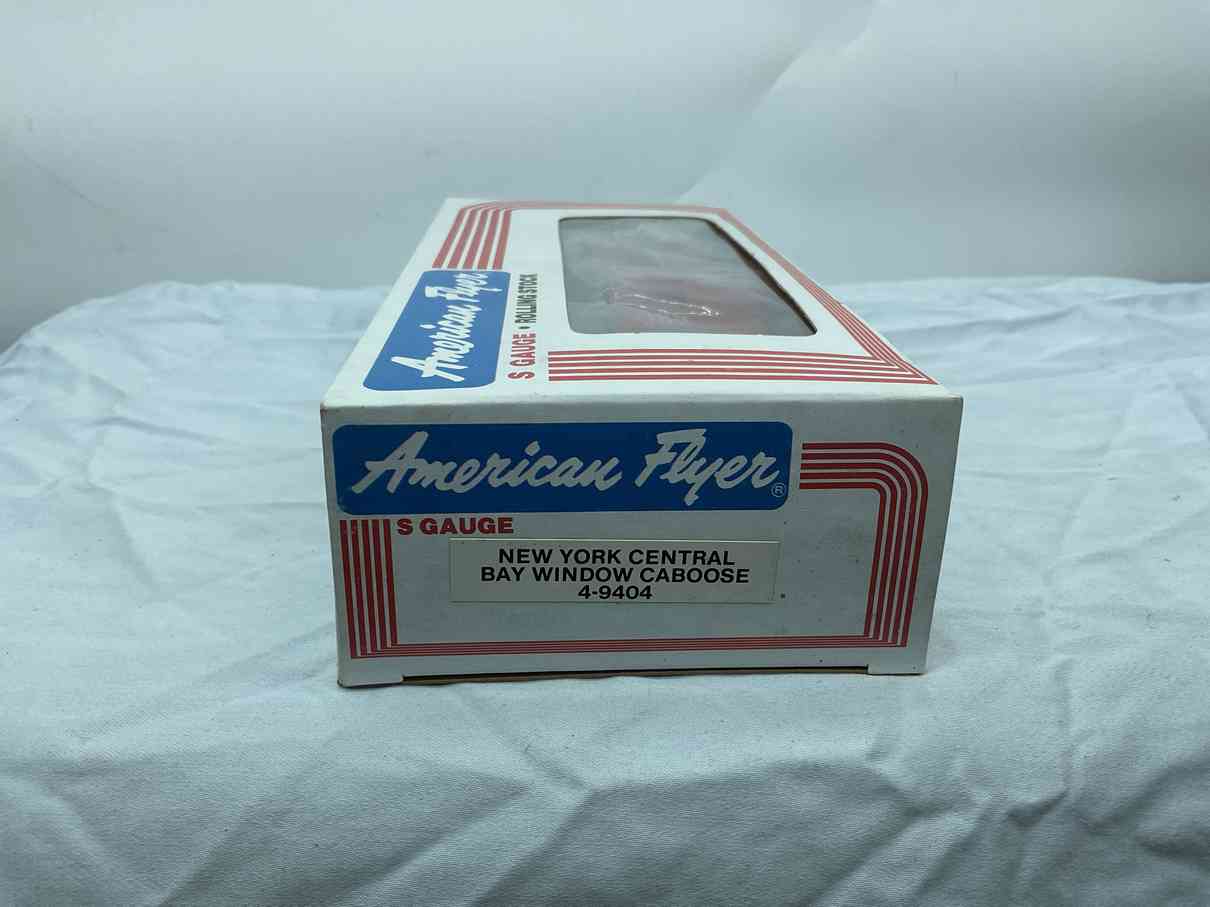 American Flyer
S GAUGE • ROLLING STOCK
American Flyer®
S GAUGE
NEW YORK CENTRAL
BAY WINDOW CABOOSE
4-9404